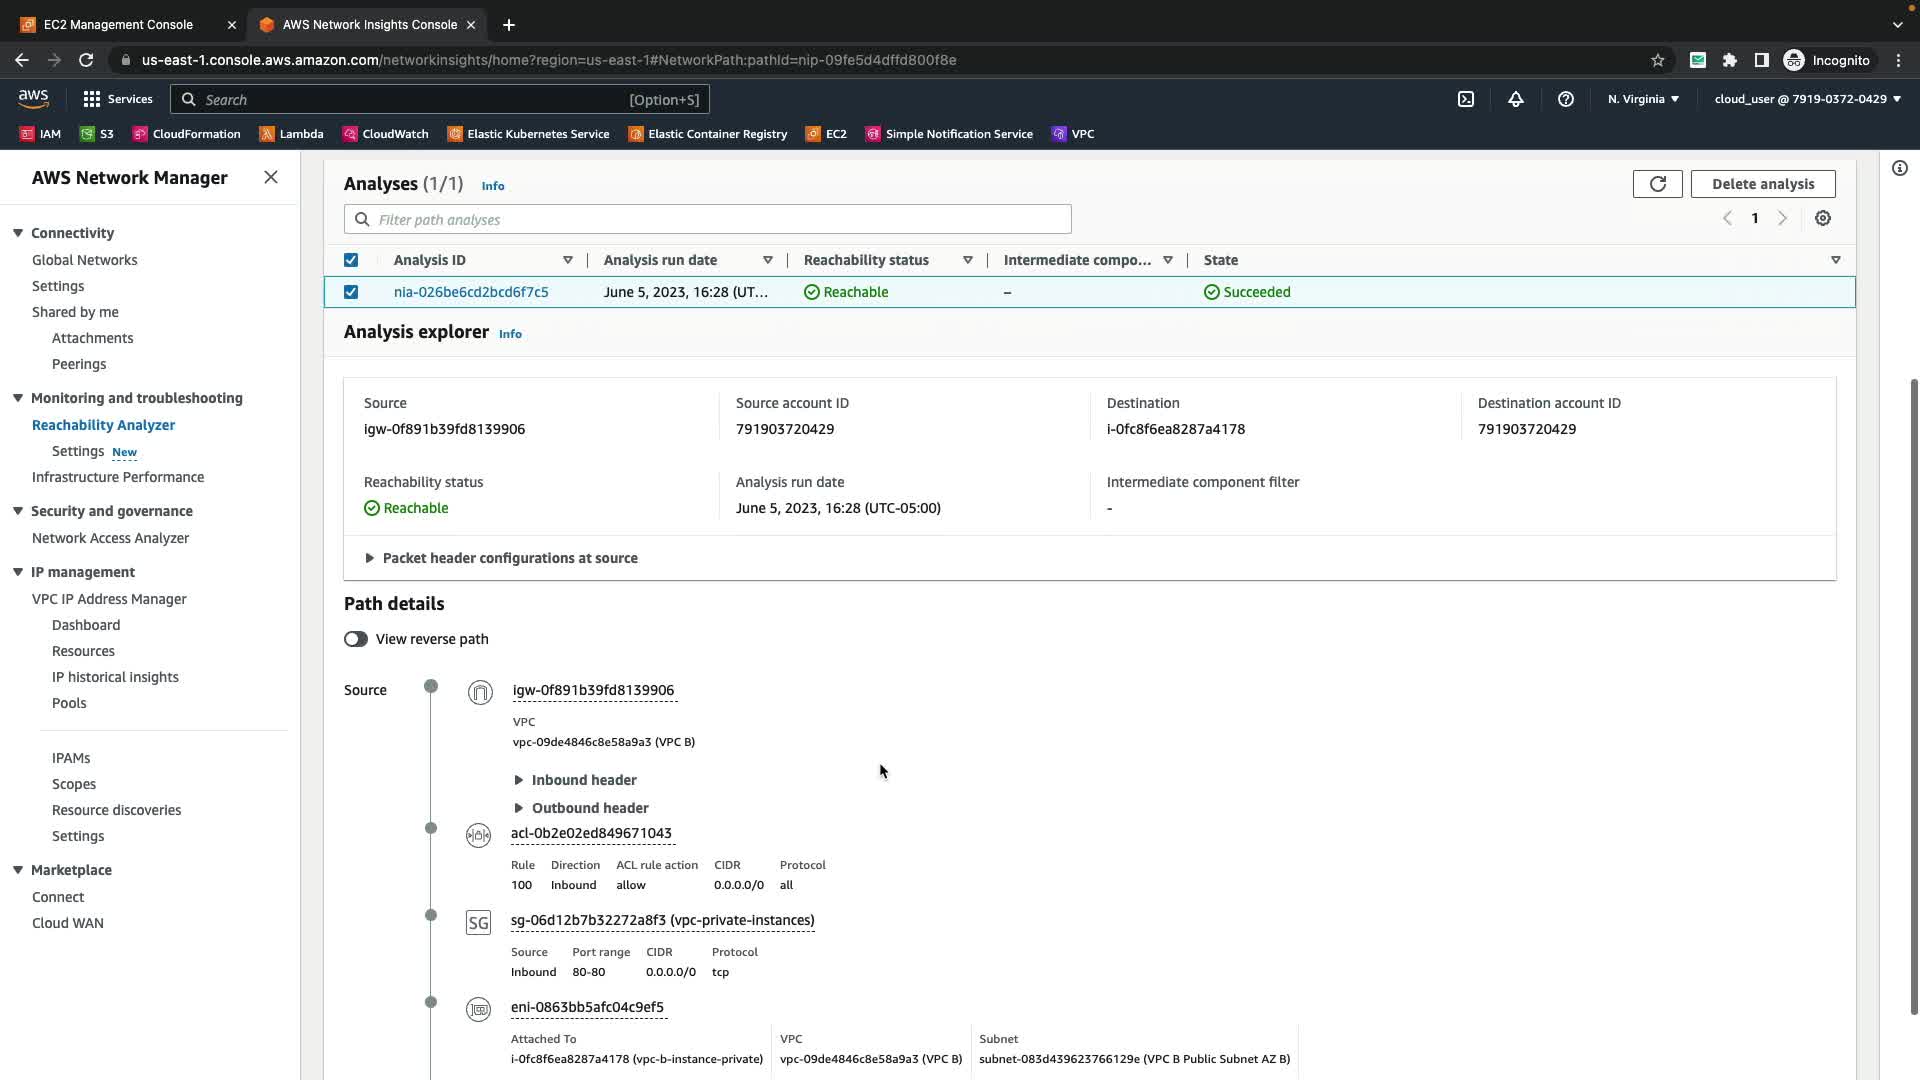 EC2 Management Console
AWS Network Insights Console
us-east-1.console.aws.amazon.com/networkinsights/home?region=us-east-1#NetworkPath:pathId=nip-09fe5d4dffd800f8e
Incognito
aws
Services
Search
[Option+S]
N. Virginia
cloud_user @ 7919-0372-0429
IAM
S3
CloudFormation
Lambda
CloudWatch
Elastic Kubernetes Service
Elastic Container Registry
EC2
Simple Notification Service
VPC
AWS Network Manager
Connectivity
Global Networks
Settings
Shared by me
Attachments
Peerings
Monitoring and troubleshooting
Reachability Analyzer
Settings New
Infrastructure Performance
Security and governance
Network Access Analyzer
IP management
VPC IP Address Manager
Dashboard
Resources
IP historical insights
Pools
IPAMs
Scopes
Resource discoveries
Settings
Marketplace
Connect
Cloud WAN
Analyses (1/1) Info
Delete analysis
Filter path analyses
1
Analysis ID
Analysis run date
Reachability status
Intermediate compo...
State
nia-026be6cd2bcd6f7c5
June 5, 2023, 16:28 (UT...
Reachable
–
Succeeded
Analysis explorer Info
Source
igw-0f891b39fd8139906
Source account ID
791903720429
Destination
i-0fc8f6ea8287a4178
Destination account ID
791903720429
Reachability status
Reachable
Analysis run date
June 5, 2023, 16:28 (UTC-05:00)
Intermediate component filter
-
Packet header configurations at source
Path details
View reverse path
Source
igw-0f891b39fd8139906
VPC
vpc-09de4846c8e58a9a3 (VPC B)
Inbound header
Outbound header
acl-0b2e02ed849671043
Rule Direction ACL rule action CIDR Protocol
100 Inbound allow 0.0.0.0/0 all
SG
sg-06d12b7b32272a8f3 (vpc-private-instances)
Source Port range CIDR Protocol
Inbound 80-80 0.0.0.0/0 tcp
eni-0863bb5afc04c9ef5
Attached To VPC Subnet
i-0fc8f6ea8287a4178 (vpc-b-instance-private) vpc-09de4846c8e58a9a3 (VPC B) subnet-083d439623766129e (VPC B Public Subnet AZ B)